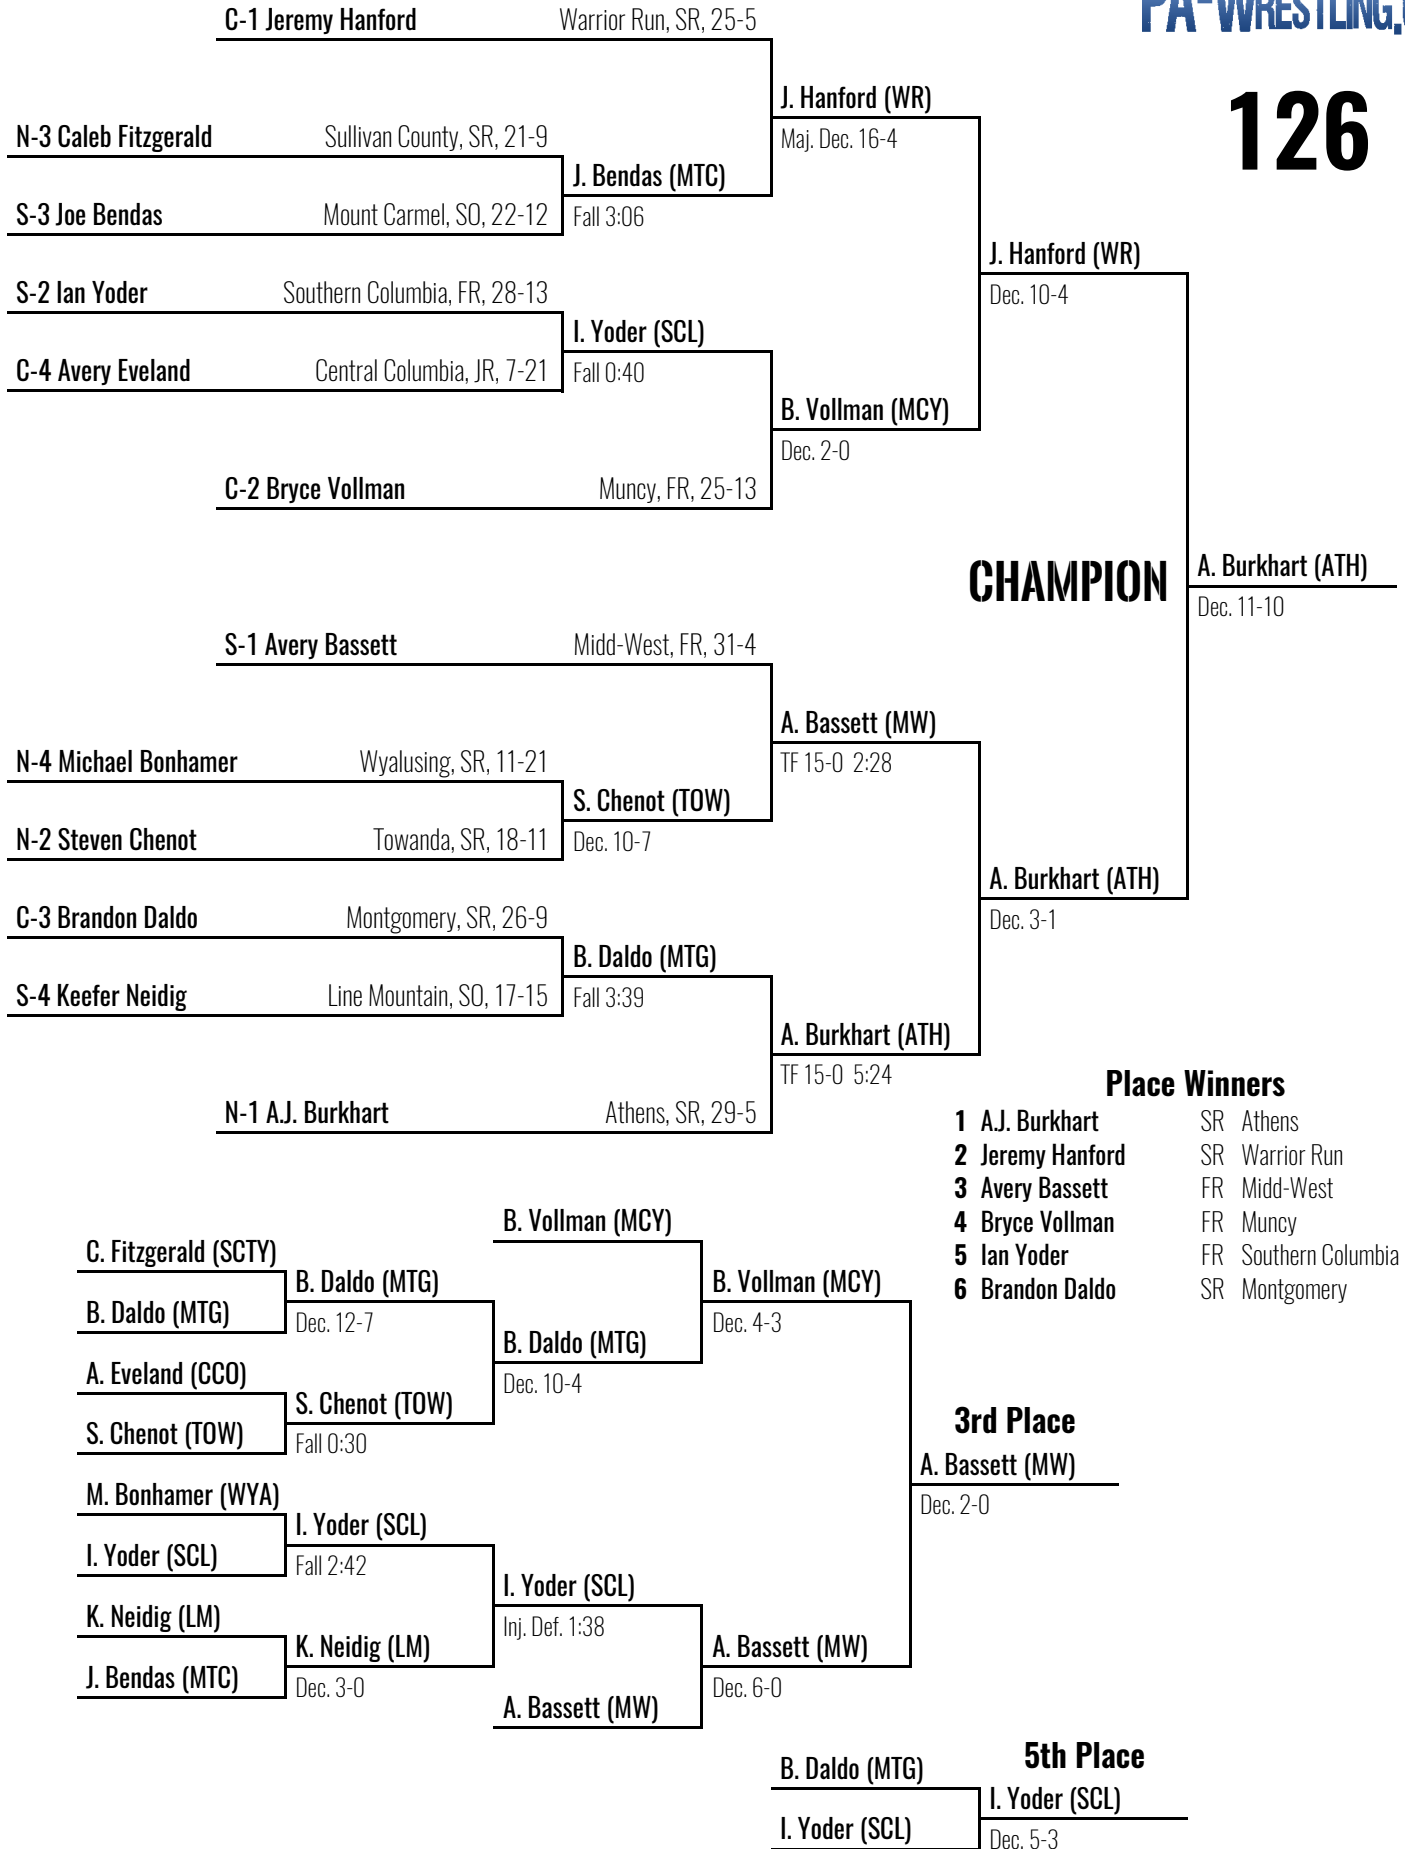 C-1 Jeremy Hanford Warrior Run, SR, 25-5
PA-WRESTLING.
126
J. Hanford (WR)
Maj. Dec. 16-4
N-3 Caleb Fitzgerald Sullivan County, SR, 21-9
J. Bendas (MTC)
Fall 3:06
S-3 Joe Bendas Mount Carmel, SO, 22-12
J. Hanford (WR)
Dec. 10-4
S-2 Ian Yoder Southern Columbia, FR, 28-13
I. Yoder (SCL)
Fall 0:40
C-4 Avery Eveland Central Columbia, JR, 7-21
B. Vollman (MCY)
Dec. 2-0
C-2 Bryce Vollman Muncy, FR, 25-13
CHAMPION
A. Burkhart (ATH)
Dec. 11-10
S-1 Avery Bassett Midd-West, FR, 31-4
A. Bassett (MW)
TF 15-0 2:28
N-4 Michael Bonhamer Wyalusing, SR, 11-21
S. Chenot (TOW)
Dec. 10-7
N-2 Steven Chenot Towanda, SR, 18-11
A. Burkhart (ATH)
Dec. 3-1
C-3 Brandon Daldo Montgomery, SR, 26-9
B. Daldo (MTG)
Fall 3:39
S-4 Keefer Neidig Line Mountain, SO, 17-15
A. Burkhart (ATH)
TF 15-0 5:24
N-1 A.J. Burkhart Athens, SR, 29-5
Place Winners
1 A.J. Burkhart SR Athens
2 Jeremy Hanford SR Warrior Run
3 Avery Bassett FR Midd-West
4 Bryce Vollman FR Muncy
5 Ian Yoder FR Southern Columbia
6 Brandon Daldo SR Montgomery
B. Vollman (MCY)
C. Fitzgerald (SCTY)
B. Daldo (MTG)
Dec. 12-7
B. Daldo (MTG)
B. Vollman (MCY)
Dec. 4-3
B. Daldo (MTG)
Dec. 10-4
A. Eveland (CCO)
S. Chenot (TOW)
Fall 0:30
S. Chenot (TOW)
3rd Place
A. Bassett (MW)
Dec. 2-0
M. Bonhamer (WYA)
I. Yoder (SCL)
Fall 2:42
I. Yoder (SCL)
I. Yoder (SCL)
Inj. Def. 1:38
K. Neidig (LM)
K. Neidig (LM)
Dec. 3-0
J. Bendas (MTC)
A. Bassett (MW)
Dec. 6-0
A. Bassett (MW)
5th Place
B. Daldo (MTG)
I. Yoder (SCL)
Dec. 5-3
I. Yoder (SCL)